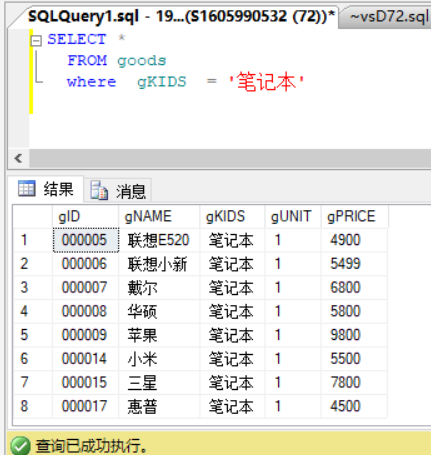 SQLQuery1.sql - 19...(S1605990532 (72))* ~vsD72.sql
SELECT *
FROM goods
where gKIDS = '笔记本'
结果 消息
gID gNAME gKIDS gUNIT gPRICE
1 000005 联想E520 笔记本 1 4900
2 000006 联想小新 笔记本 1 5499
3 000007 戴尔 笔记本 1 6800
4 000008 华硕 笔记本 1 5800
5 000009 苹果 笔记本 1 9800
6 000014 小米 笔记本 1 5500
7 000015 三星 笔记本 1 7800
8 000017 惠普 笔记本 1 4500
查询已成功执行。